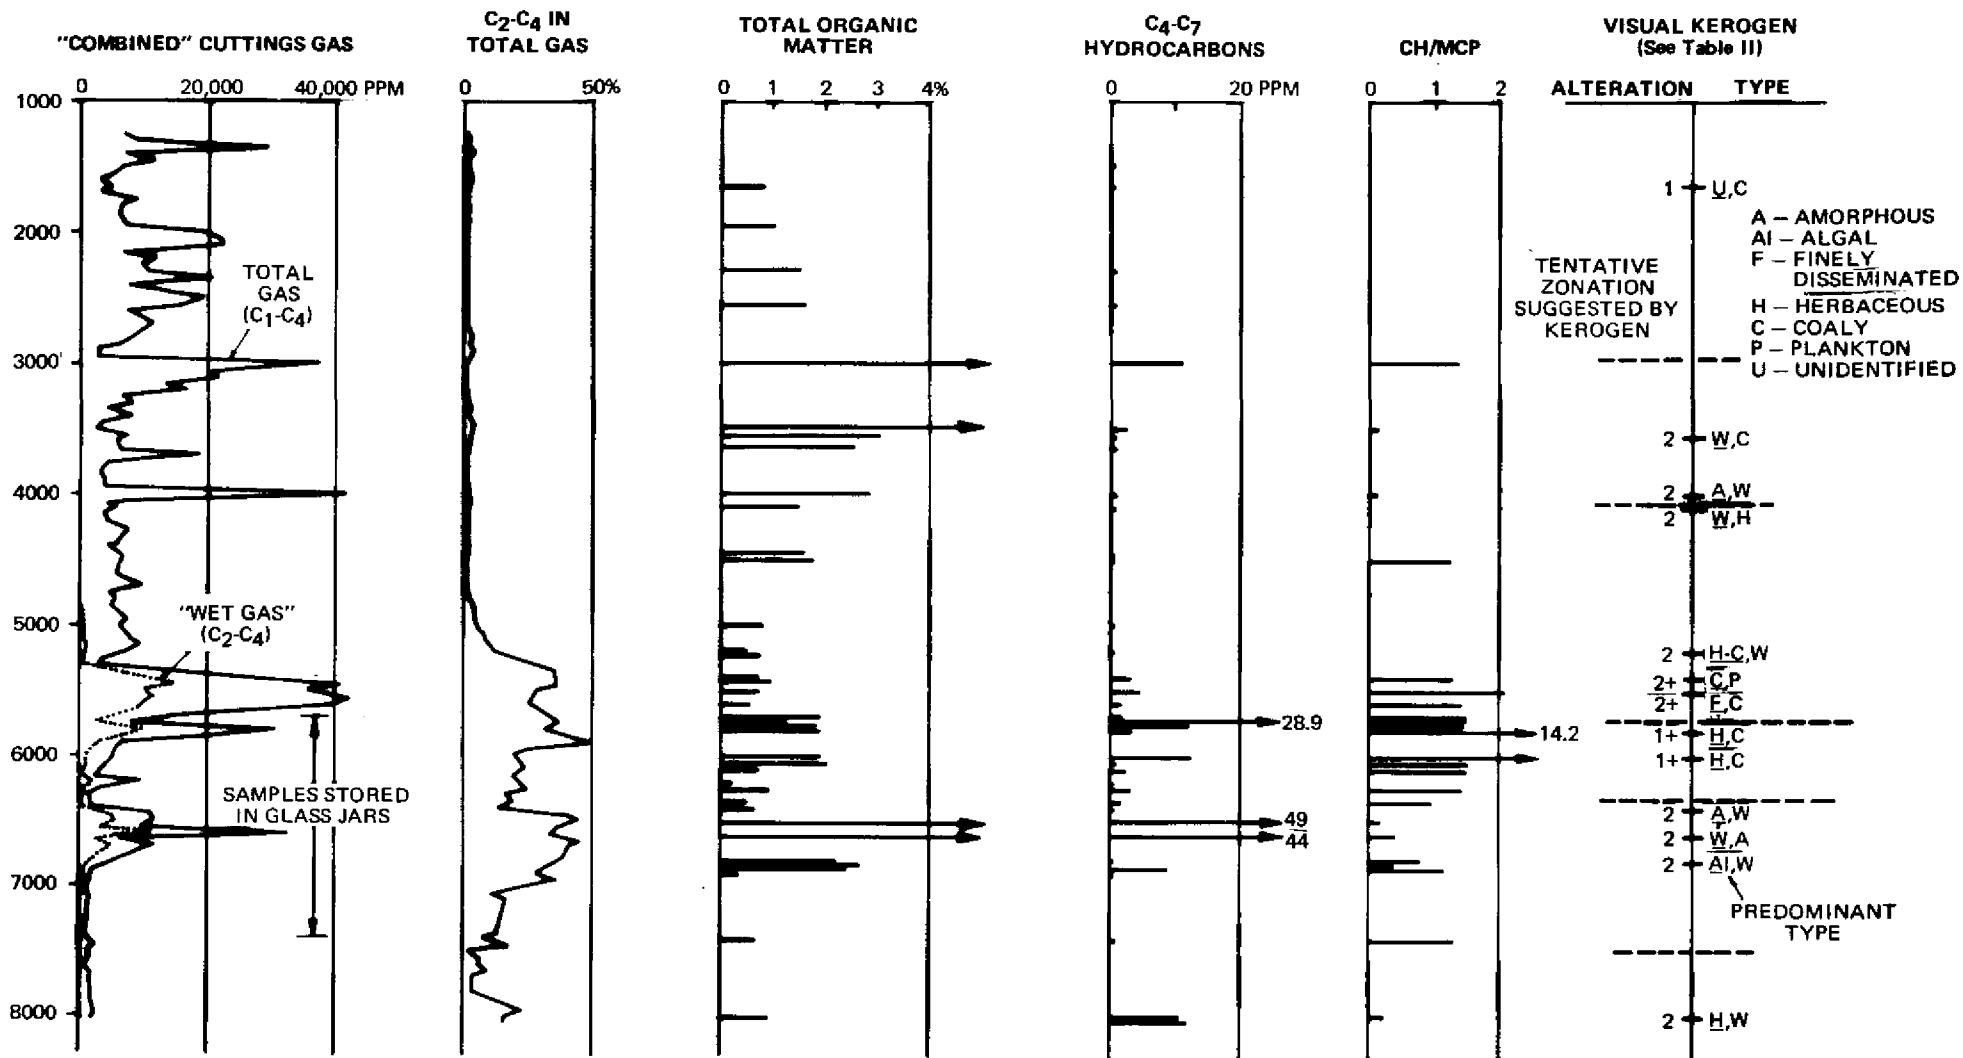 "COMBINED" CUTTINGS GAS
0 20,000 40,000 PPM
C2-C4 IN
TOTAL GAS
0 50%
TOTAL ORGANIC
MATTER
0 1 2 3 4%
C4-C7
HYDROCARBONS
0 20 PPM
CH/MCP
0 1 2
VISUAL KEROGEN
(See Table II)
ALTERATION TYPE
1000
2000
3000'
4000
5000
6000
7000
8000
TOTAL
GAS
(C1-C4)
"WET GAS"
(C2-C4)
SAMPLES STORED
IN GLASS JARS
28.9
49
44
14.2
TENTATIVE
ZONATION
SUGGESTED BY
KEROGEN
1 U,C
A – AMORPHOUS
Al – ALGAL
F – FINELY
DISSEMINATED
H – HERBACEOUS
C – COALY
P – PLANKTON
U – UNIDENTIFIED
2 W,C
2 A,W
2 W,H
2 H-C,W
2+ C,P
2+ F,C
1+ H,C
1+ H,C
2 A,W
2 W,A
2 Al,W
PREDOMINANT
TYPE
2 H,W